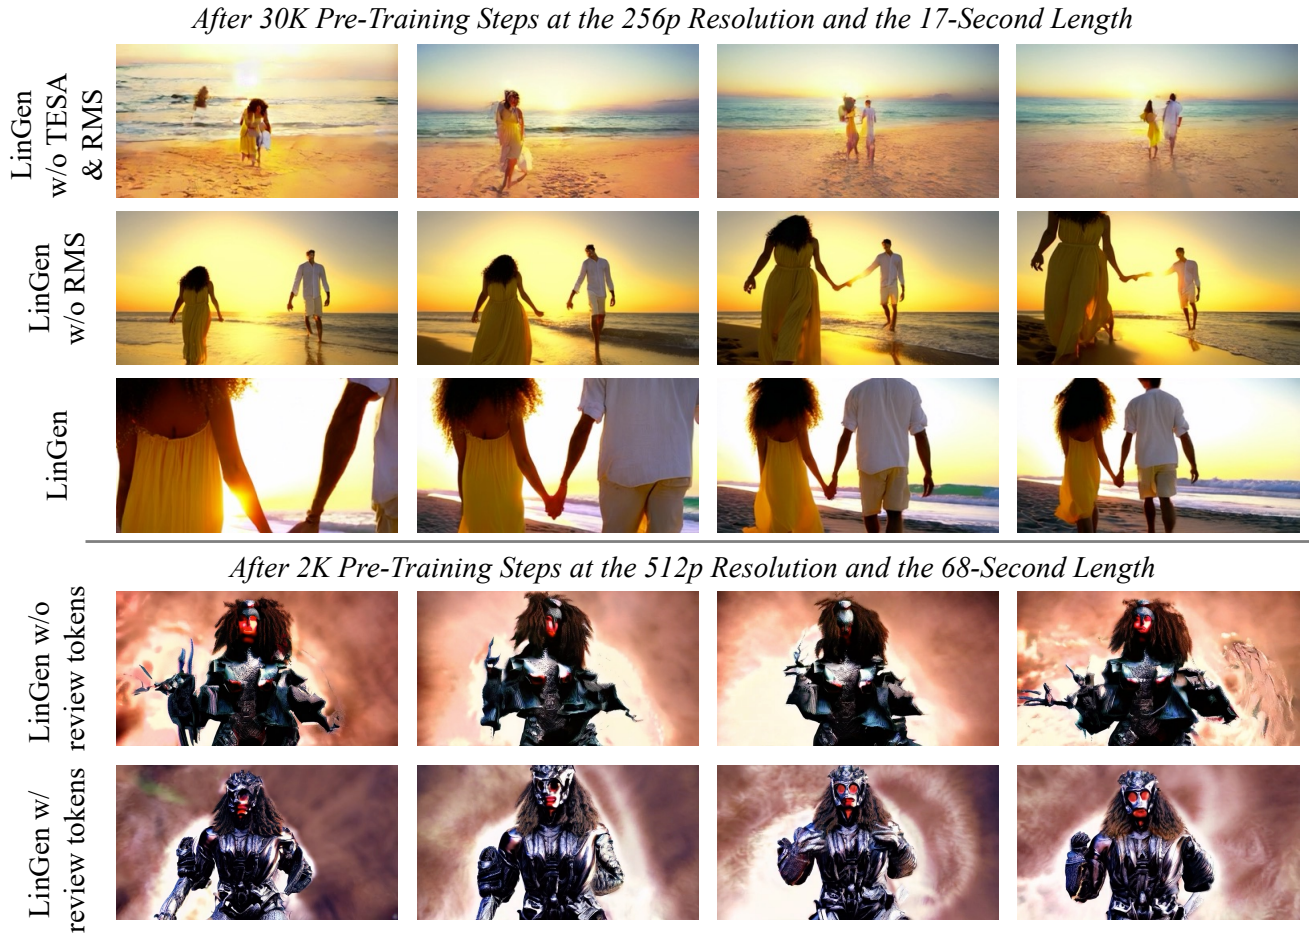 After 30K Pre-Training Steps at the 256p Resolution and the 17-Second Length
LinGen
w/o TESA
& RMS
LinGen
w/o RMS
LinGen
After 2K Pre-Training Steps at the 512p Resolution and the 68-Second Length
LinGen w/o
review tokens
LinGen w/
review tokens